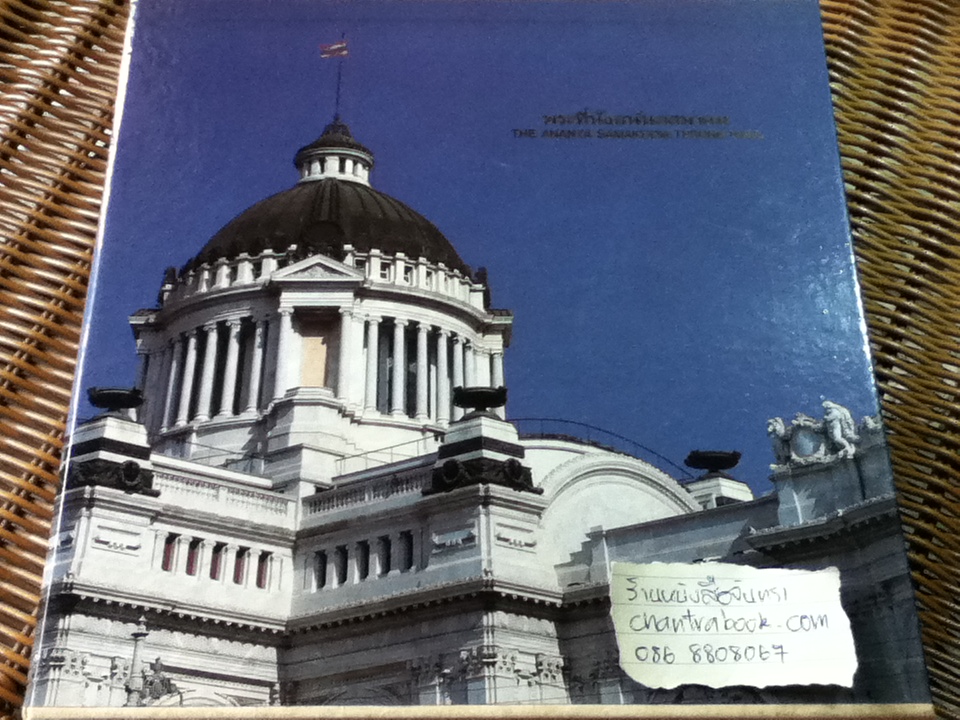 พระที่นั่งอนันตสมาคม
THE ANANTA SAMAKHOM THRONE HALL
ร้านหนังสือจันทรา
chantrabook.com
086 8808067